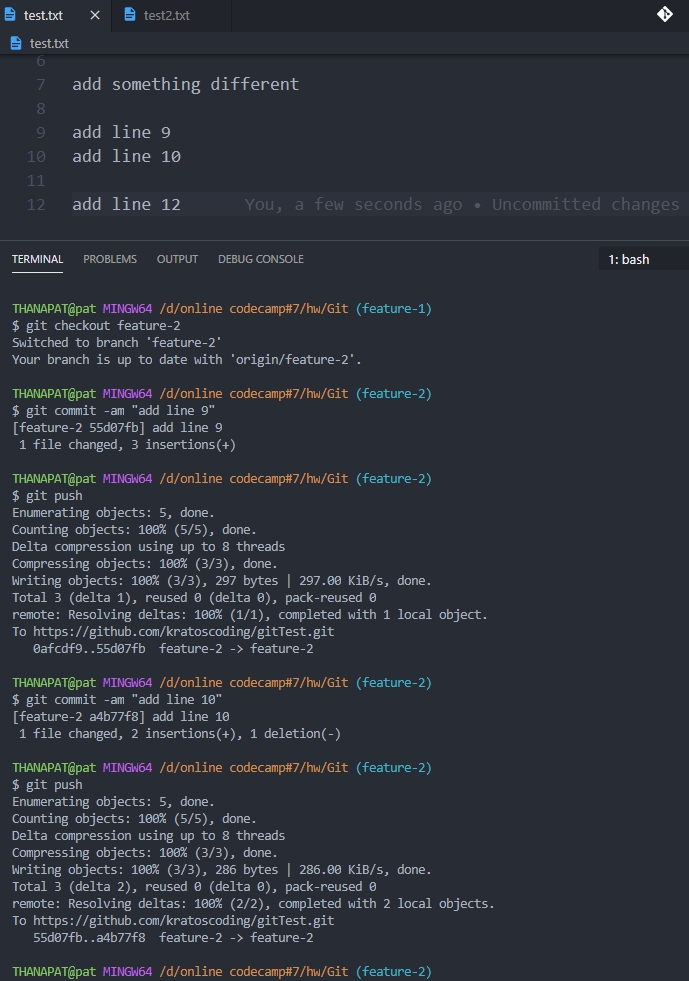 test.txt
test2.txt
test.txt
6
7 add something different
8
9 add line 9
10 add line 10
11
12 add line 12 You, a few seconds ago • Uncommitted changes
TERMINAL PROBLEMS OUTPUT DEBUG CONSOLE 1: bash
THANAPAT@pat MINGW64 /d/online codecamp#7/hw/Git (feature-1)
$ git checkout feature-2
Switched to branch 'feature-2'
Your branch is up to date with 'origin/feature-2'.
THANAPAT@pat MINGW64 /d/online codecamp#7/hw/Git (feature-2)
$ git commit -am "add line 9"
[feature-2 55d07fb] add line 9
1 file changed, 3 insertions(+)
THANAPAT@pat MINGW64 /d/online codecamp#7/hw/Git (feature-2)
$ git push
Enumerating objects: 5, done.
Counting objects: 100% (5/5), done.
Delta compression using up to 8 threads
Compressing objects: 100% (3/3), done.
Writing objects: 100% (3/3), 297 bytes | 297.00 KiB/s, done.
Total 3 (delta 1), reused 0 (delta 0), pack-reused 0
remote: Resolving deltas: 100% (1/1), completed with 1 local object.
To https://github.com/kratoscoding/gitTest.git
0afcdf9..55d07fb feature-2 -> feature-2
THANAPAT@pat MINGW64 /d/online codecamp#7/hw/Git (feature-2)
$ git commit -am "add line 10"
[feature-2 a4b77f8] add line 10
1 file changed, 2 insertions(+), 1 deletion(-)
THANAPAT@pat MINGW64 /d/online codecamp#7/hw/Git (feature-2)
$ git push
Enumerating objects: 5, done.
Counting objects: 100% (5/5), done.
Delta compression using up to 8 threads
Compressing objects: 100% (3/3), done.
Writing objects: 100% (3/3), 286 bytes | 286.00 KiB/s, done.
Total 3 (delta 2), reused 0 (delta 0), pack-reused 0
remote: Resolving deltas: 100% (2/2), completed with 2 local objects.
To https://github.com/kratoscoding/gitTest.git
55d07fb..a4b77f8 feature-2 -> feature-2
THANAPAT@pat MINGW64 /d/online codecamp#7/hw/Git (feature-2)